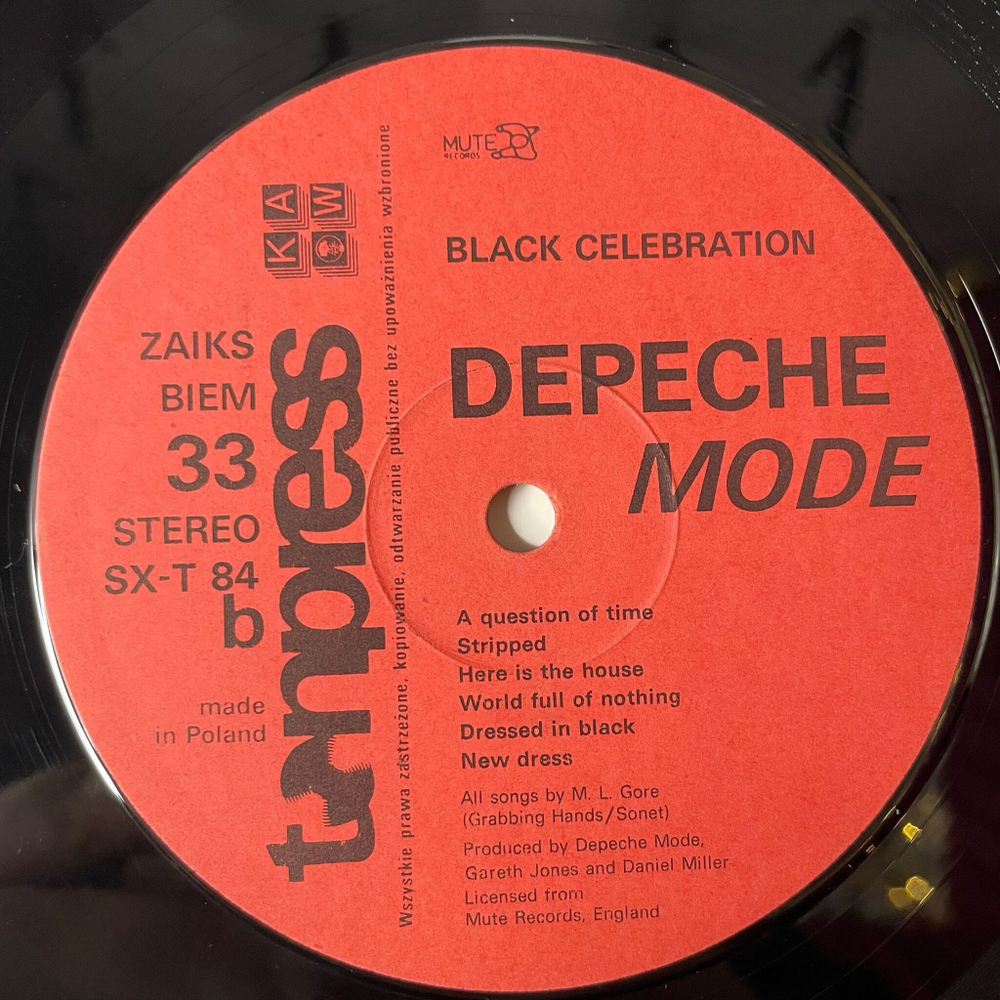 MUTE
RECORDS
BLACK CELEBRATION
DEPECHE
MODE
KAW
ZAIKS
BIEM
33
STEREO
SX-T 84
b
made
in Poland
tonpress
Wszystkie prawa zastrzeżone, kopiowanie, odtwarzanie publiczne bez upoważnienia wzbronione
A question of time
Stripped
Here is the house
World full of nothing
Dressed in black
New dress
All songs by M. L. Gore
(Grabbing Hands/Sonet)
Produced by Depeche Mode,
Gareth Jones and Daniel Miller
Licensed from
Mute Records, England